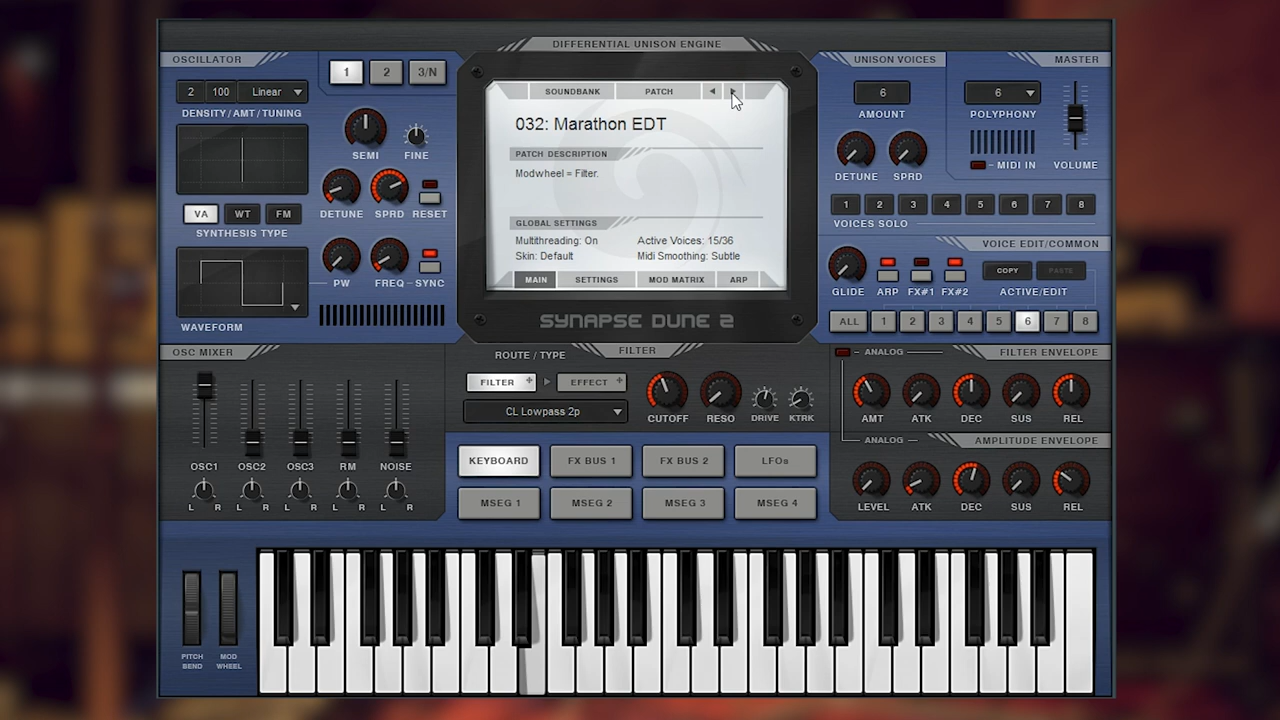 DIFFERENTIAL UNISON ENGINE
OSCILLATOR
1
2
3/N
2 100 Linear
DENSITY / AMT / TUNING
SEMI
FINE
DETUNE
SPRD
RESET
VA
WT
FM
SYNTHESIS TYPE
PW
FREQ
SYNC
WAVEFORM
SOUNDBANK
PATCH
032: Marathon EDT
PATCH DESCRIPTION
Modwheel = Filter.
GLOBAL SETTINGS
Multithreading: On
Active Voices: 15/36
Skin: Default
Midi Smoothing: Subtle
MAIN
SETTINGS
MOD MATRIX
ARP
SYNAPSE DUNE 2
UNISON VOICES
MASTER
6
AMOUNT
6
POLYPHONY
DETUNE
SPRD
MIDI IN
VOLUME
1 2 3 4 5 6 7 8
VOICES SOLO
VOICE EDIT/COMMON
GLIDE
ARP
FX#1
FX#2
COPY
PASTE
ACTIVE/EDIT
ALL 1 2 3 4 5 6 7 8
OSC MIXER
OSC1
OSC2
OSC3
RM
NOISE
L R L R L R L R L R
ROUTE / TYPE
FILTER
FILTER +
EFFECT +
CL Lowpass 2p
CUTOFF
RESO
DRIVE
KTRK
KEYBOARD
FX BUS 1
FX BUS 2
LFOs
MSEG 1
MSEG 2
MSEG 3
MSEG 4
ANALOG
FILTER ENVELOPE
AMT
ATK
DEC
SUS
REL
ANALOG
AMPLITUDE ENVELOPE
LEVEL
ATK
DEC
SUS
REL
PITCH
BEND
MOD
WHEEL